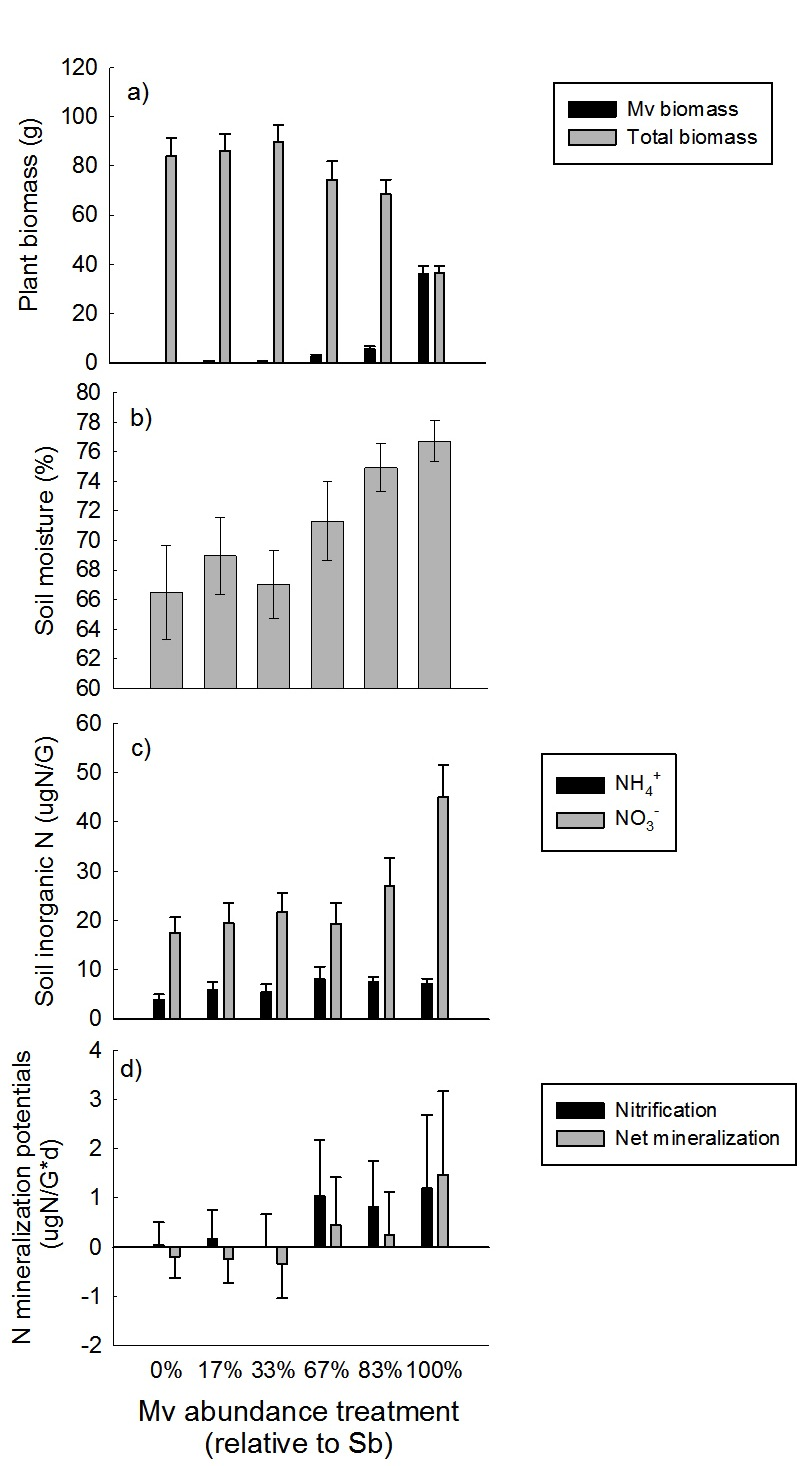 a)
120
100
80
60
40
20
0
Plant biomass (g)
Mv biomass
Total biomass
b)
80
78
76
74
72
70
68
66
64
62
60
Soil moisture (%)
c)
60
50
40
30
20
10
0
Soil inorganic N (ugN/G)
NH₄⁺
NO₃⁻
d)
4
3
2
1
0
-1
-2
N mineralization potentials
(ugN/G*d)
Nitrification
Net mineralization
0% 17% 33% 67% 83% 100%
Mv abundance treatment
(relative to Sb)